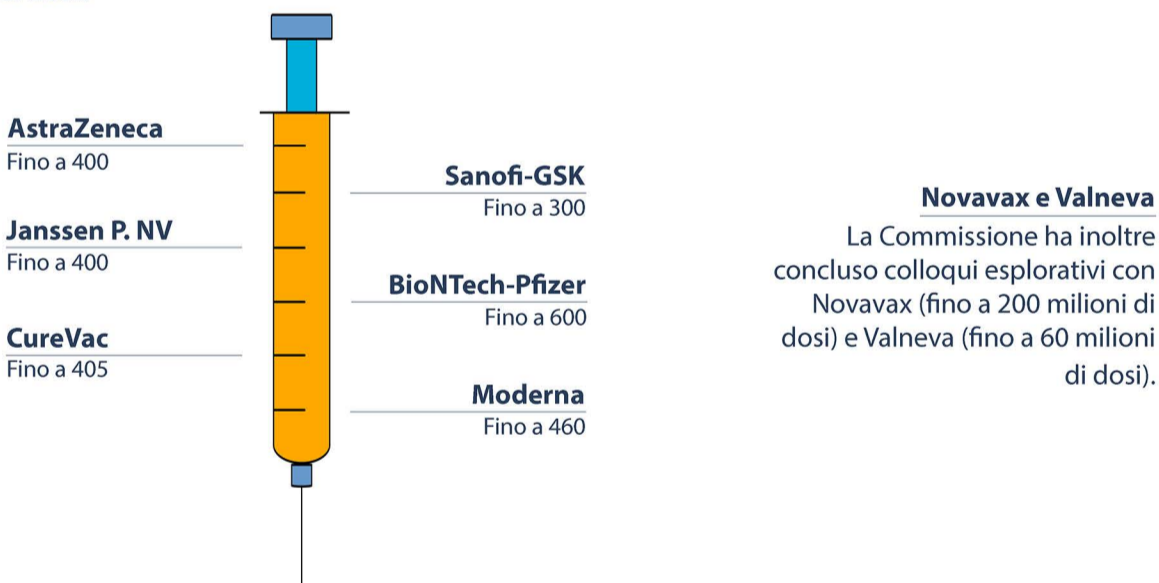 AstraZeneca
Fino a 400
Janssen P. NV
Fino a 400
CureVac
Fino a 405
Sanofi-GSK
Fino a 300
BioNTech-Pfizer
Fino a 600
Moderna
Fino a 460
Novavax e Valneva
La Commissione ha inoltre
concluso colloqui esplorativi con
Novavax (fino a 200 milioni di
dosi) e Valneva (fino a 60 milioni
di dosi).